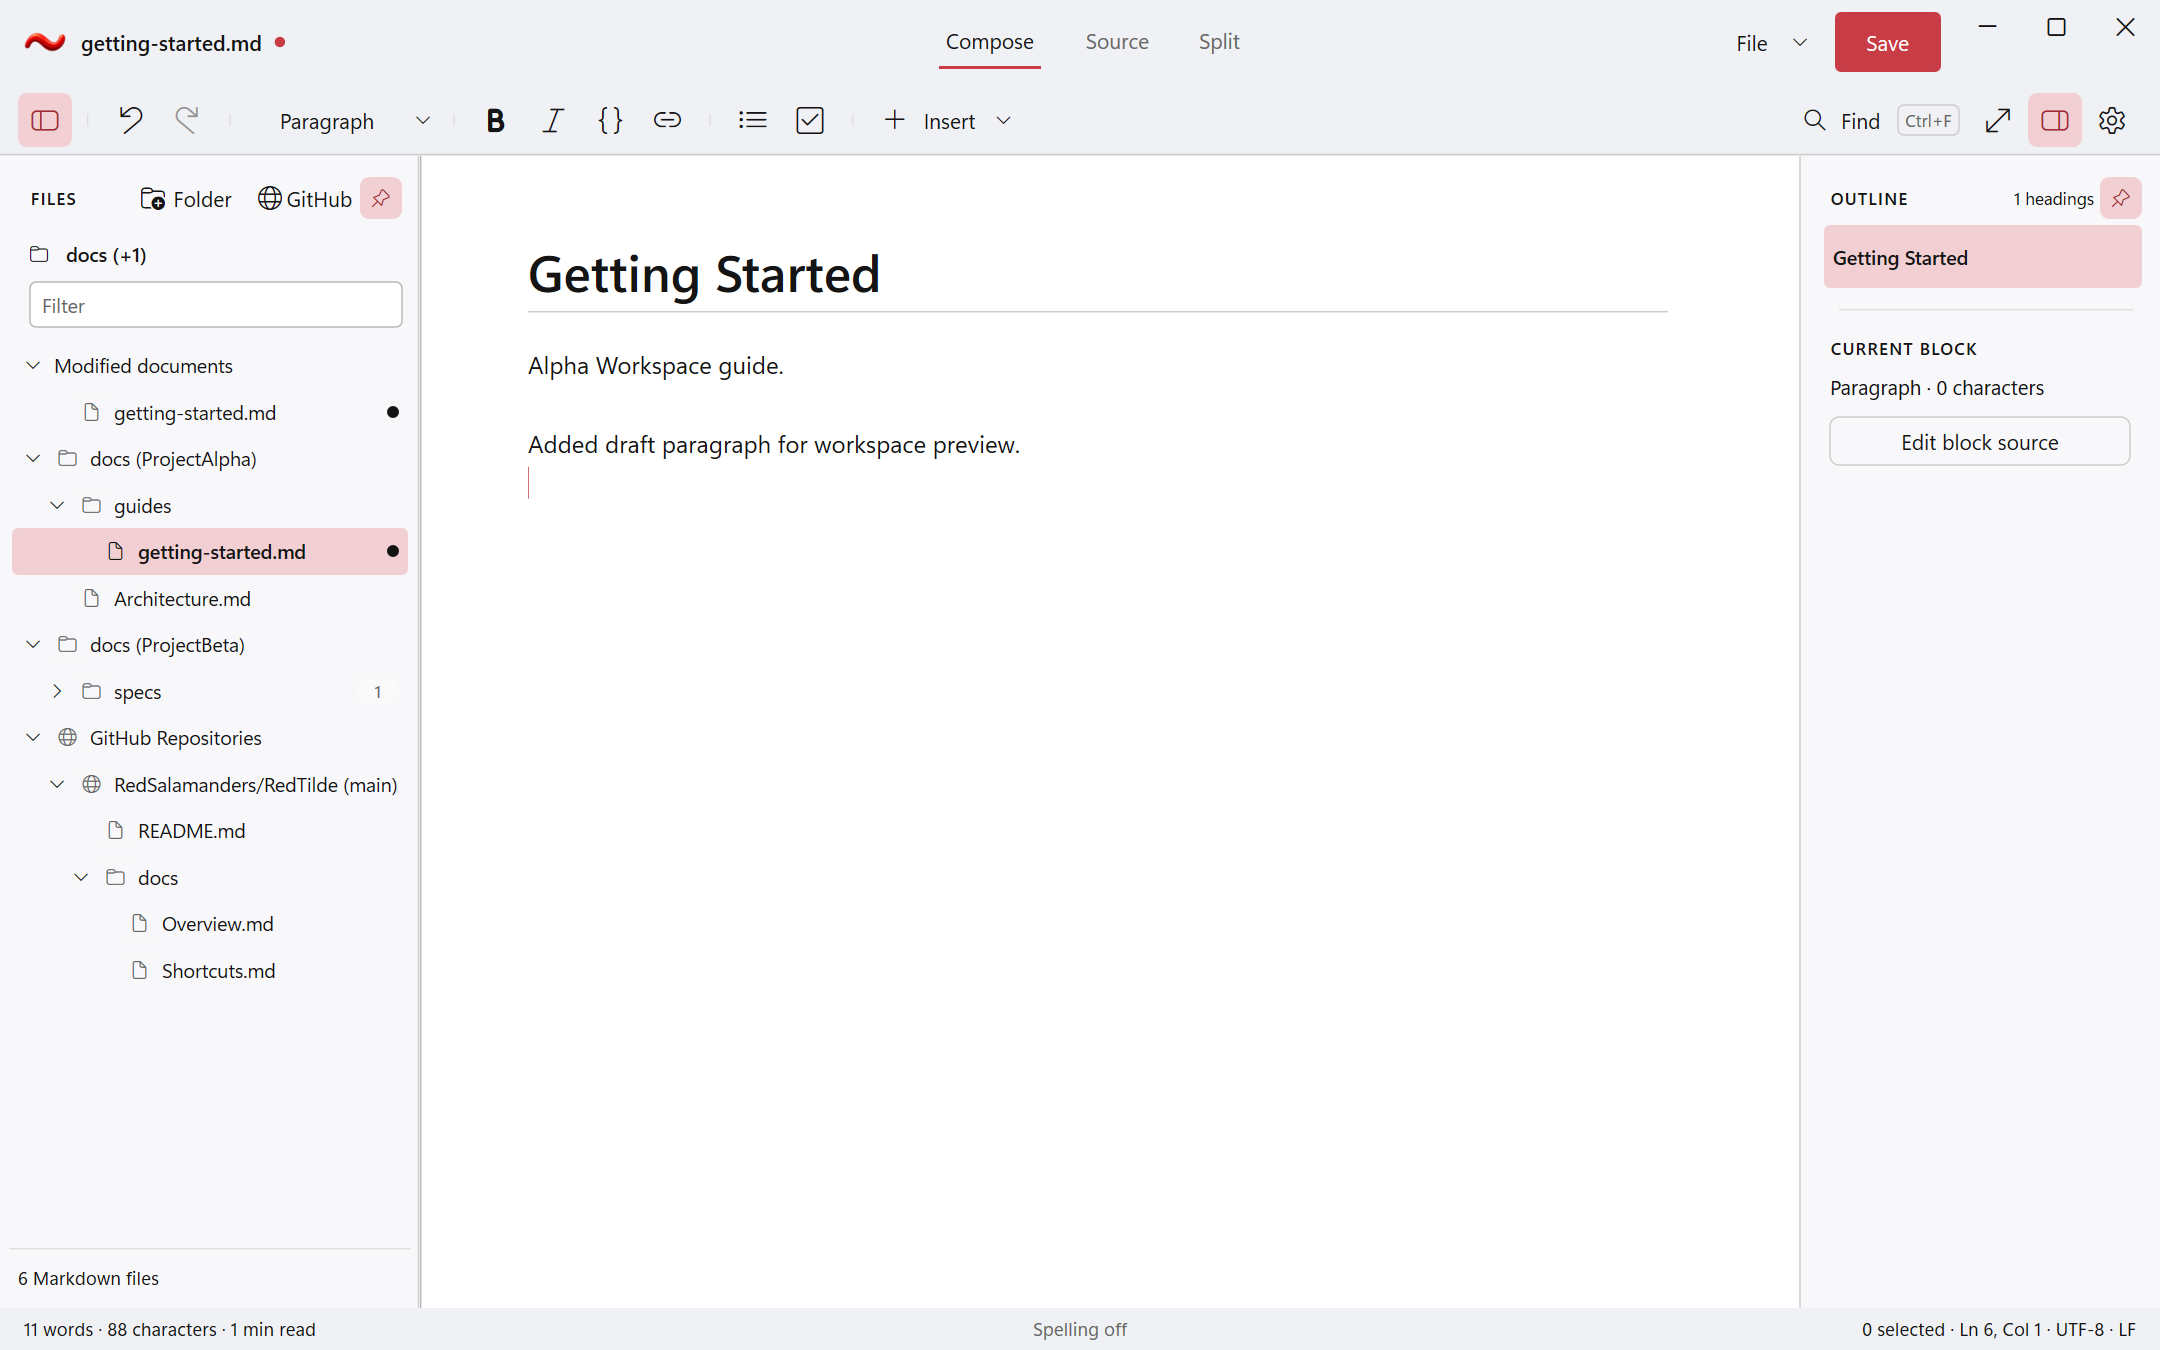 getting-started.md
Compose
Source
Split
File
Save
Paragraph
B
I
{}
Insert
Find
Ctrl+F
FILES
Folder
GitHub
docs (+1)
Filter
Modified documents
getting-started.md
docs (ProjectAlpha)
guides
getting-started.md
Architecture.md
docs (ProjectBeta)
specs
1
GitHub Repositories
RedSalamanders/RedTilde (main)
README.md
docs
Overview.md
Shortcuts.md
6 Markdown files
Getting Started
Alpha Workspace guide.
Added draft paragraph for workspace preview.
OUTLINE
1 headings
Getting Started
CURRENT BLOCK
Paragraph · 0 characters
Edit block source
11 words · 88 characters · 1 min read
Spelling off
0 selected · Ln 6, Col 1 · UTF-8 · LF